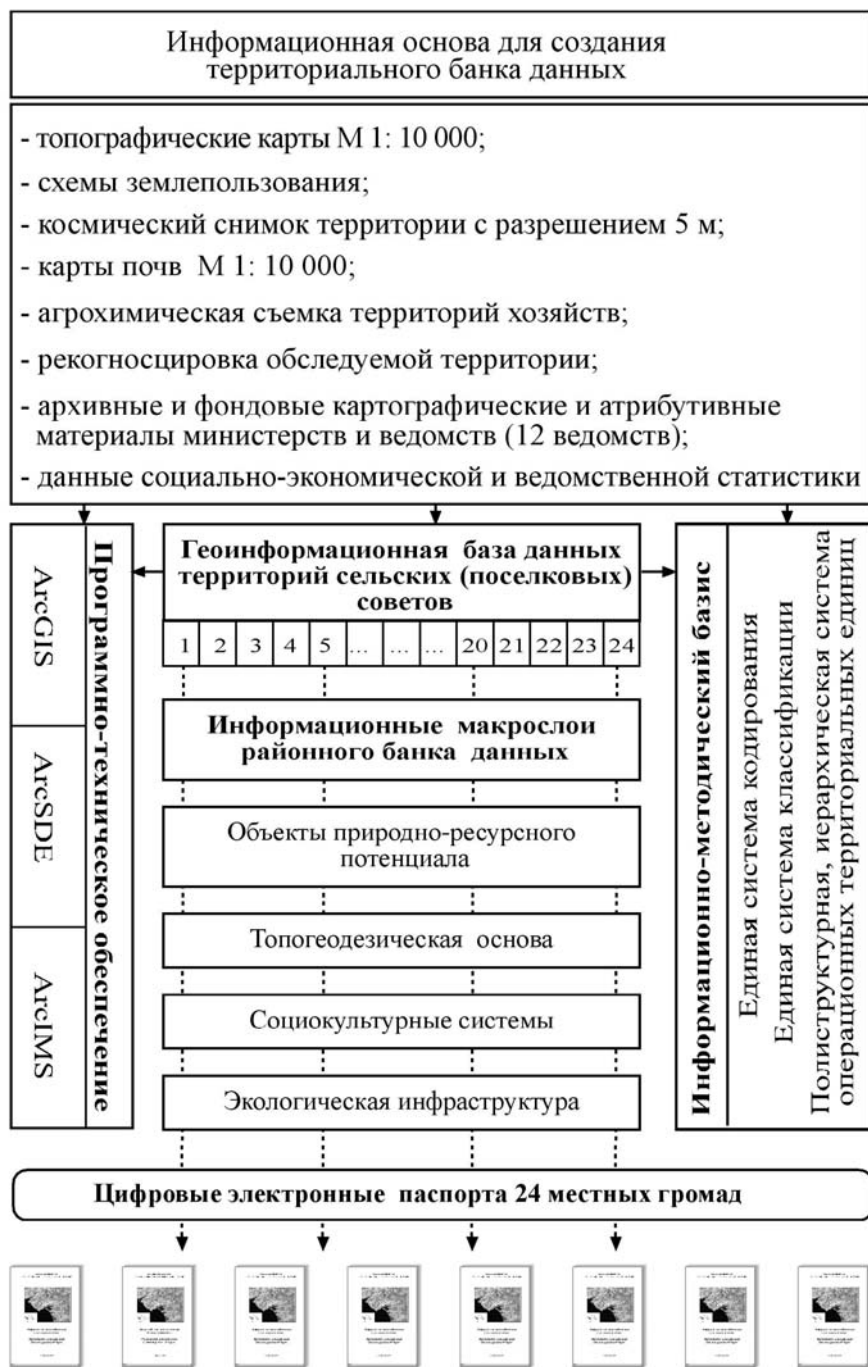 Информационная основа для создания
территориального банка данных
- топографические карты М 1: 10 000;
- схемы землепользования;
- космический снимок территории с разрешением 5 м;
- карты почв М 1: 10 000;
- агрохимическая съемка территорий хозяйств;
- рекогносцировка обследуемой территории;
- архивные и фондовые картографические и атрибутивные
материалы министерств и ведомств (12 ведомств);
- данные социально-экономической и ведомственной статистики
ArcGIS
ArcSDE
ArcIMS
Программно-техническое обеспечение
Геоинформационная база данных
территорий сельских (поселковых)
советов
1 2 3 4 5 ... ... ... 20 21 22 23 24
Информационные макрослои
районного банка данных
Объекты природно-ресурсного
потенциала
Топогеодезическая основа
Социокультурные системы
Экологическая инфраструктура
Информационно-методический базис
Единая система кодирования
Единая система классификации
Полиструктурная, иерархическая система
операционных территориальных единиц
Цифровые электронные паспорта 24 местных громад